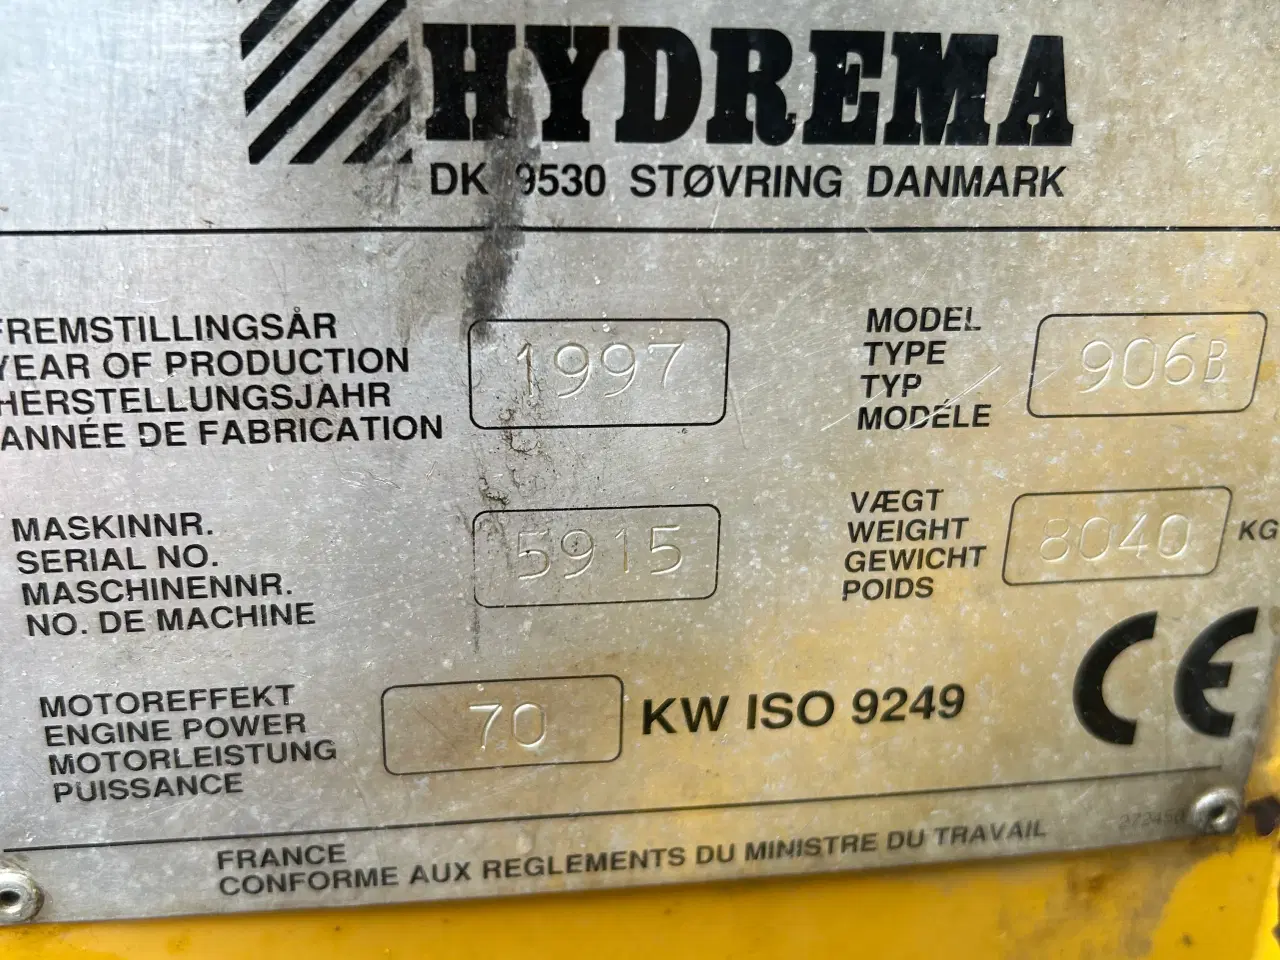 HYDREMA
DK 9530 STØVRING DANMARK
FREMSTILLINGSÅR
YEAR OF PRODUCTION
HERSTELLUNGSJAHR
ANNÉE DE FABRICATION
1997
MODEL
TYPE
TYP
MODÉLE
906B
MASKINNR.
SERIAL NO.
MASCHINENNR.
NO. DE MACHINE
5915
VÆGT
WEIGHT
GEWICHT
POIDS
8040
KG
MOTOREFFEKT
ENGINE POWER
MOTORLEISTUNG
PUISSANCE
70
KW ISO 9249
CE
FRANCE
CONFORME AUX REGLEMENTS DU MINISTRE DU TRAVAIL